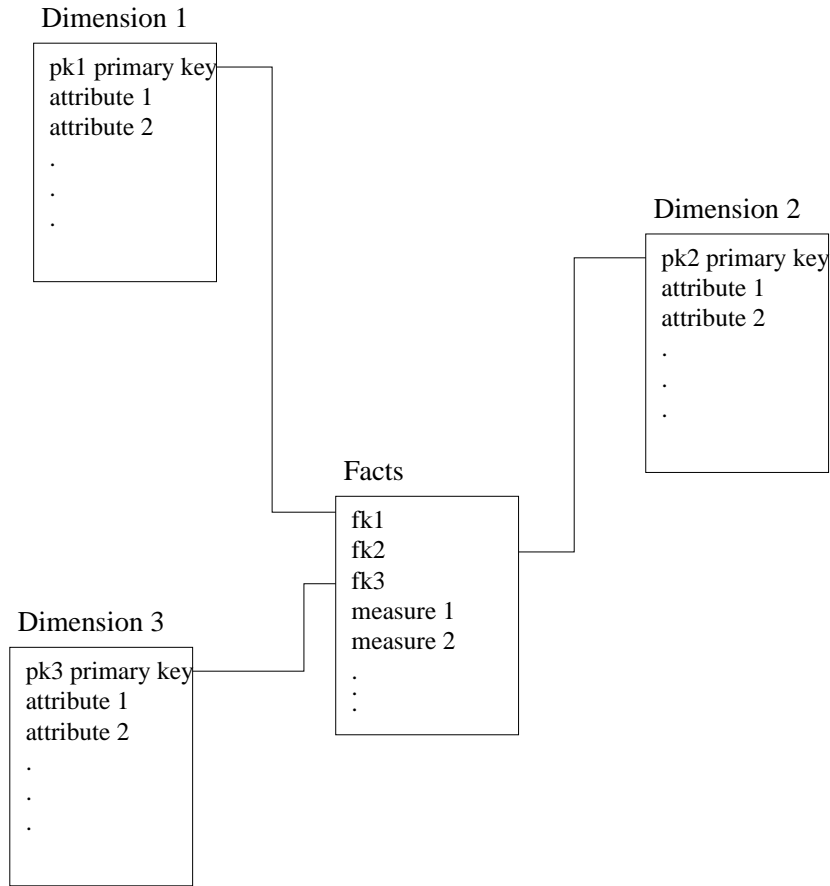 Dimension 1
pk1 primary key
attribute 1
attribute 2
.
.
.
Dimension 2
pk2 primary key
attribute 1
attribute 2
.
.
.
Facts
fk1
fk2
fk3
measure 1
measure 2
.
.
.
Dimension 3
pk3 primary key
attribute 1
attribute 2
.
.
.